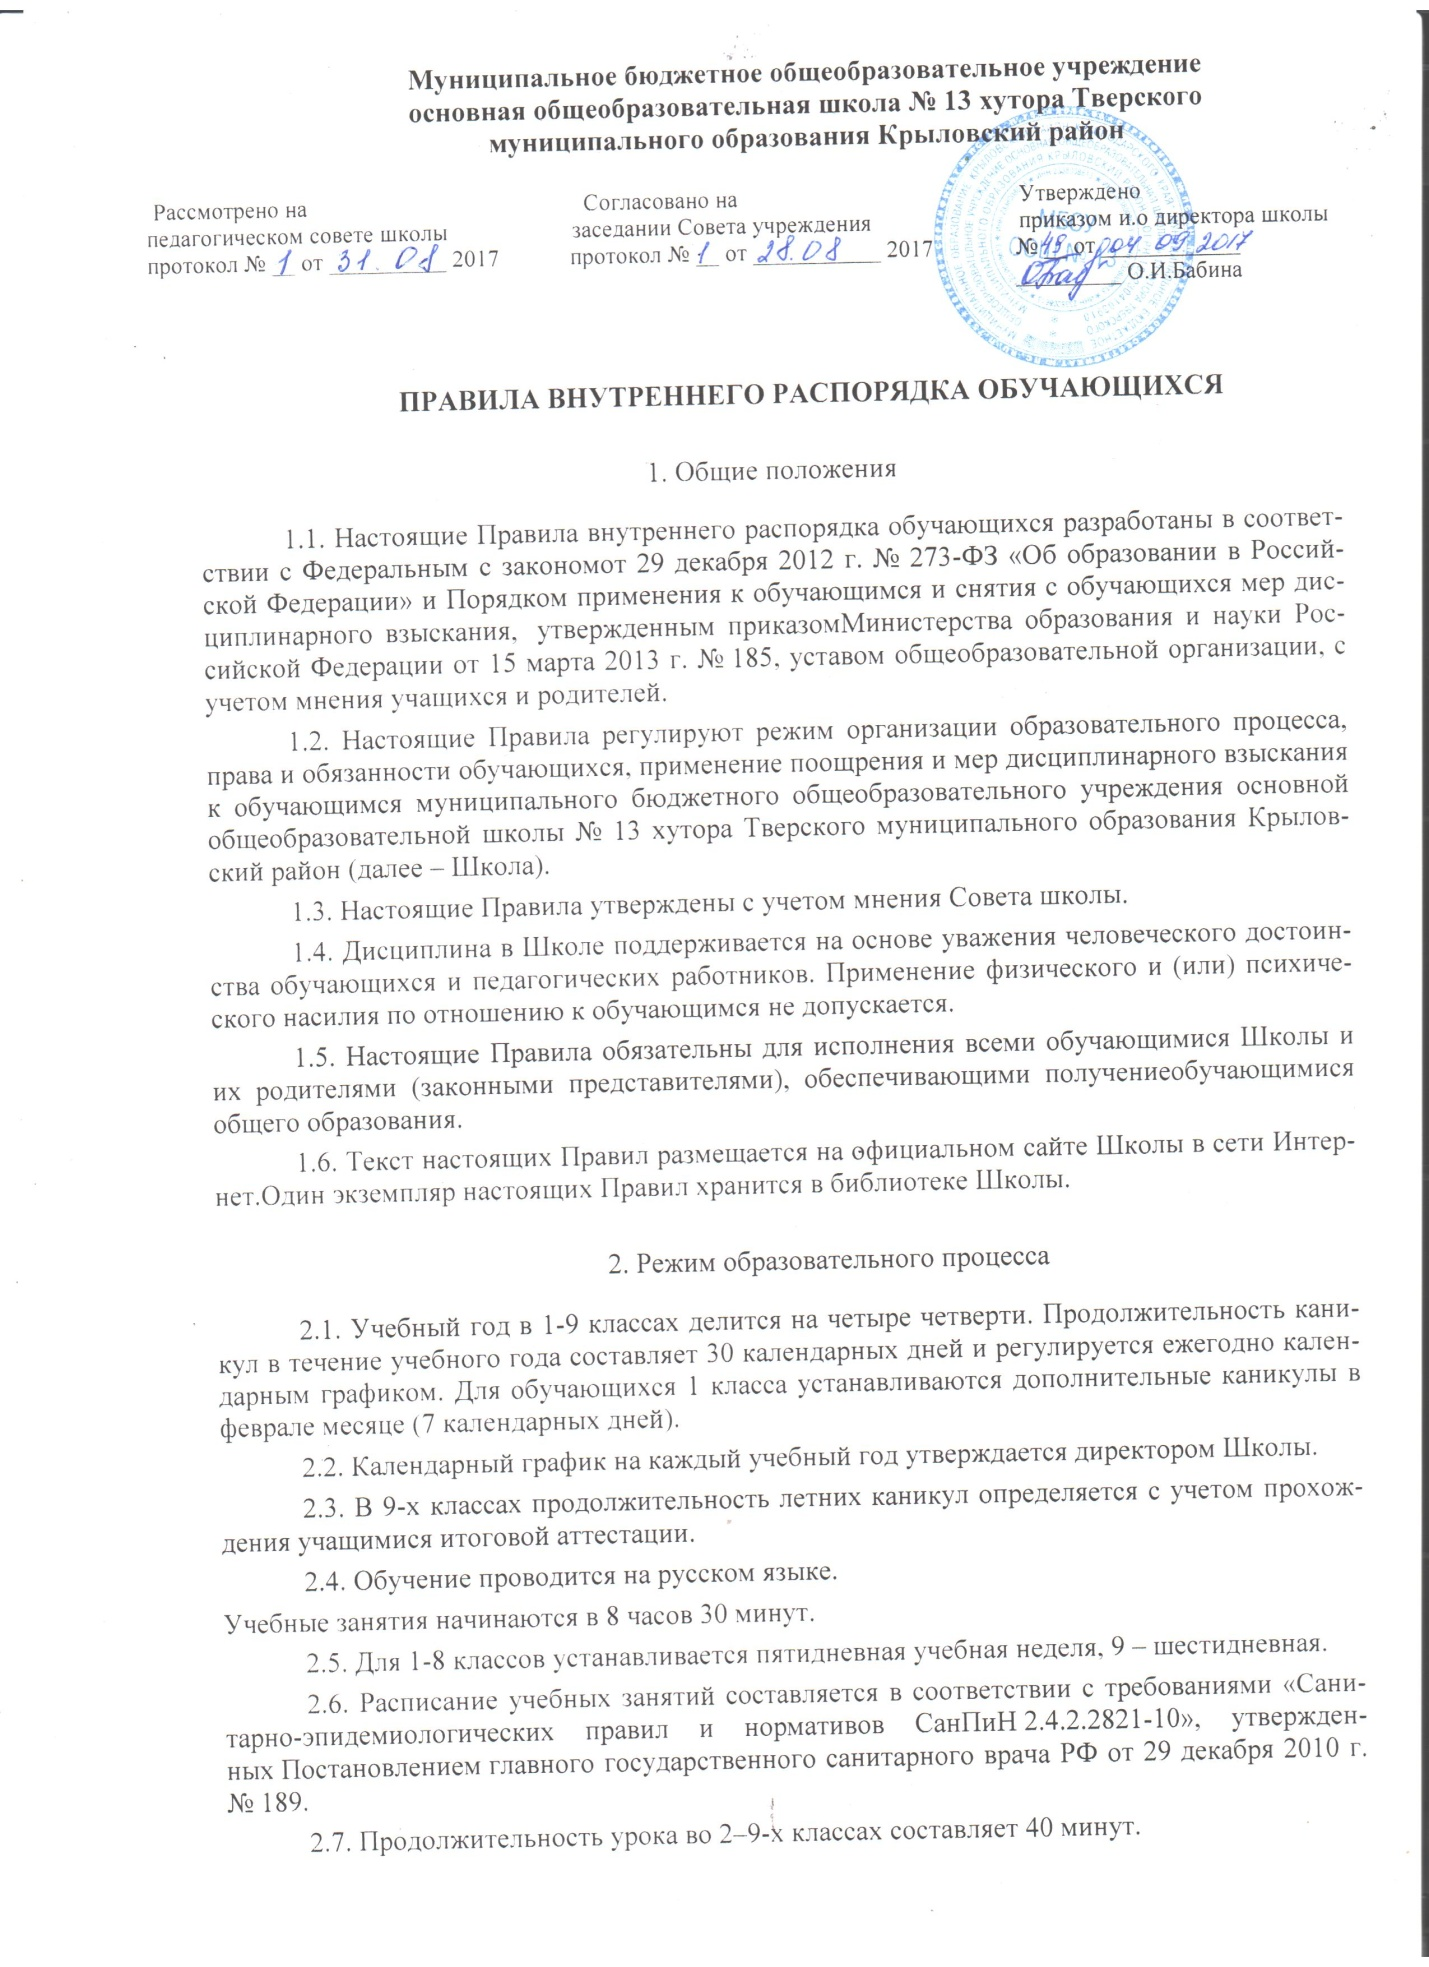 Муниципальное бюджетное общеобразовательное учреждение
основная общеобразовательная школа № 13 хутора Тверского
муниципального образования Крыловский район
Рассмотрено на
педагогическом совете школы
протокол № 1 от 31. 08 2017
Согласовано на
заседании Совета учреждения
протокол № 1 от 28.08 2017
Утверждено
приказом и.о директора школы
№ 49 от 04 09 2017
О.И.Бабина
ПРАВИЛА ВНУТРЕННЕГО РАСПОРЯДКА ОБУЧАЮЩИХСЯ
1. Общие положения
1.1. Настоящие Правила внутреннего распорядка обучающихся разработаны в соответ-
ствии с Федеральным с закономот 29 декабря 2012 г. № 273-ФЗ «Об образовании в Россий-
ской Федерации» и Порядком применения к обучающимся и снятия с обучающихся мер дис-
циплинарного взыскания, утвержденным приказомМинистерства образования и науки Рос-
сийской Федерации от 15 марта 2013 г. № 185, уставом общеобразовательной организации, с
учетом мнения учащихся и родителей.
1.2. Настоящие Правила регулируют режим организации образовательного процесса,
права и обязанности обучающихся, применение поощрения и мер дисциплинарного взыскания
к обучающимся муниципального бюджетного общеобразовательного учреждения основной
общеобразовательной школы № 13 хутора Тверского муниципального образования Крылов-
ский район (далее – Школа).
1.3. Настоящие Правила утверждены с учетом мнения Совета школы.
1.4. Дисциплина в Школе поддерживается на основе уважения человеческого достоин-
ства обучающихся и педагогических работников. Применение физического и (или) психиче-
ского насилия по отношению к обучающимся не допускается.
1.5. Настоящие Правила обязательны для исполнения всеми обучающимися Школы и
их родителями (законными представителями), обеспечивающими получениеобучающимися
общего образования.
1.6. Текст настоящих Правил размещается на официальном сайте Школы в сети Интер-
нет.Один экземпляр настоящих Правил хранится в библиотеке Школы.
2. Режим образовательного процесса
2.1. Учебный год в 1-9 классах делится на четыре четверти. Продолжительность кани-
кул в течение учебного года составляет 30 календарных дней и регулируется ежегодно кален-
дарным графиком. Для обучающихся 1 класса устанавливаются дополнительные каникулы в
феврале месяце (7 календарных дней).
2.2. Календарный график на каждый учебный год утверждается директором Школы.
2.3. В 9-х классах продолжительность летних каникул определяется с учетом прохож-
дения учащимися итоговой аттестации.
2.4. Обучение проводится на русском языке.
Учебные занятия начинаются в 8 часов 30 минут.
2.5. Для 1-8 классов устанавливается пятидневная учебная неделя, 9 – шестидневная.
2.6. Расписание учебных занятий составляется в соответствии с требованиями «Сани-
тарно-эпидемиологических правил и нормативов СанПиН 2.4.2.2821-10», утвержден-
ных Постановлением главного государственного санитарного врача РФ от 29 декабря 2010 г.
№ 189.
2.7. Продолжительность урока во 2–9-х классах составляет 40 минут.